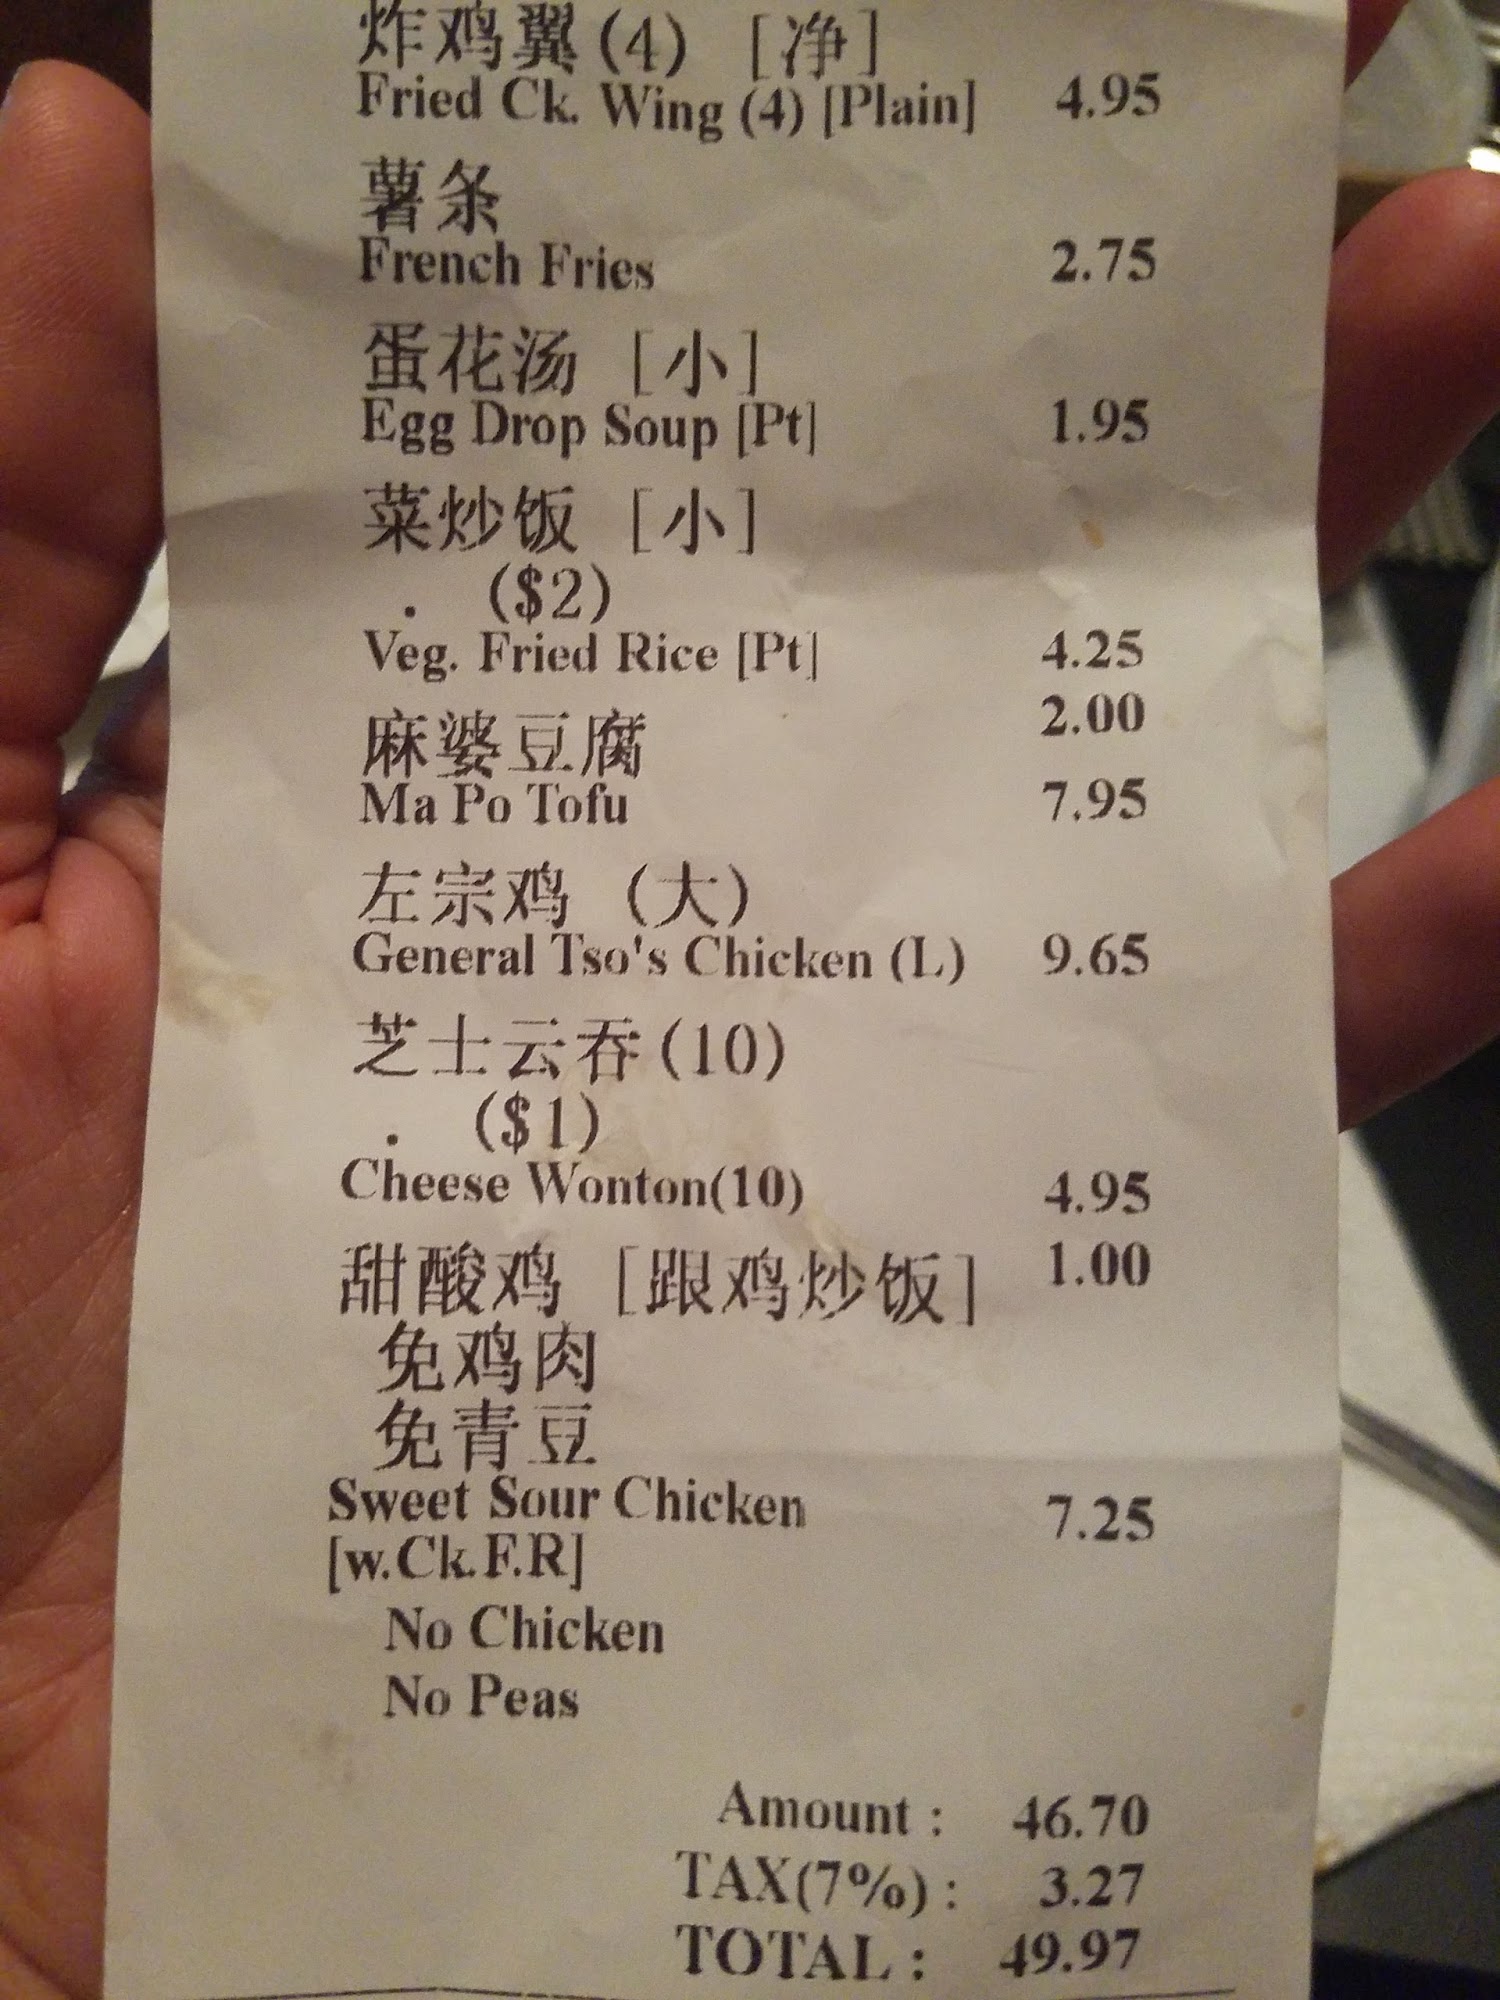 炸鸡翼(4) [净]
Fried Ck. Wing (4) [Plain] 4.95
薯条
French Fries 2.75
蛋花汤 [小]
Egg Drop Soup [Pt] 1.95
菜炒饭 [小]
. ($2)
Veg. Fried Rice [Pt] 4.25
2.00
麻婆豆腐
Ma Po Tofu 7.95
左宗鸡 (大)
General Tso's Chicken (L) 9.65
芝士云吞(10)
. ($1)
Cheese Wonton(10) 4.95
甜酸鸡 [跟鸡炒饭] 1.00
免鸡肉
免青豆
Sweet Sour Chicken 7.25
[w.Ck.F.R]
No Chicken
No Peas
Amount : 46.70
TAX(7%) : 3.27
TOTAL : 49.97